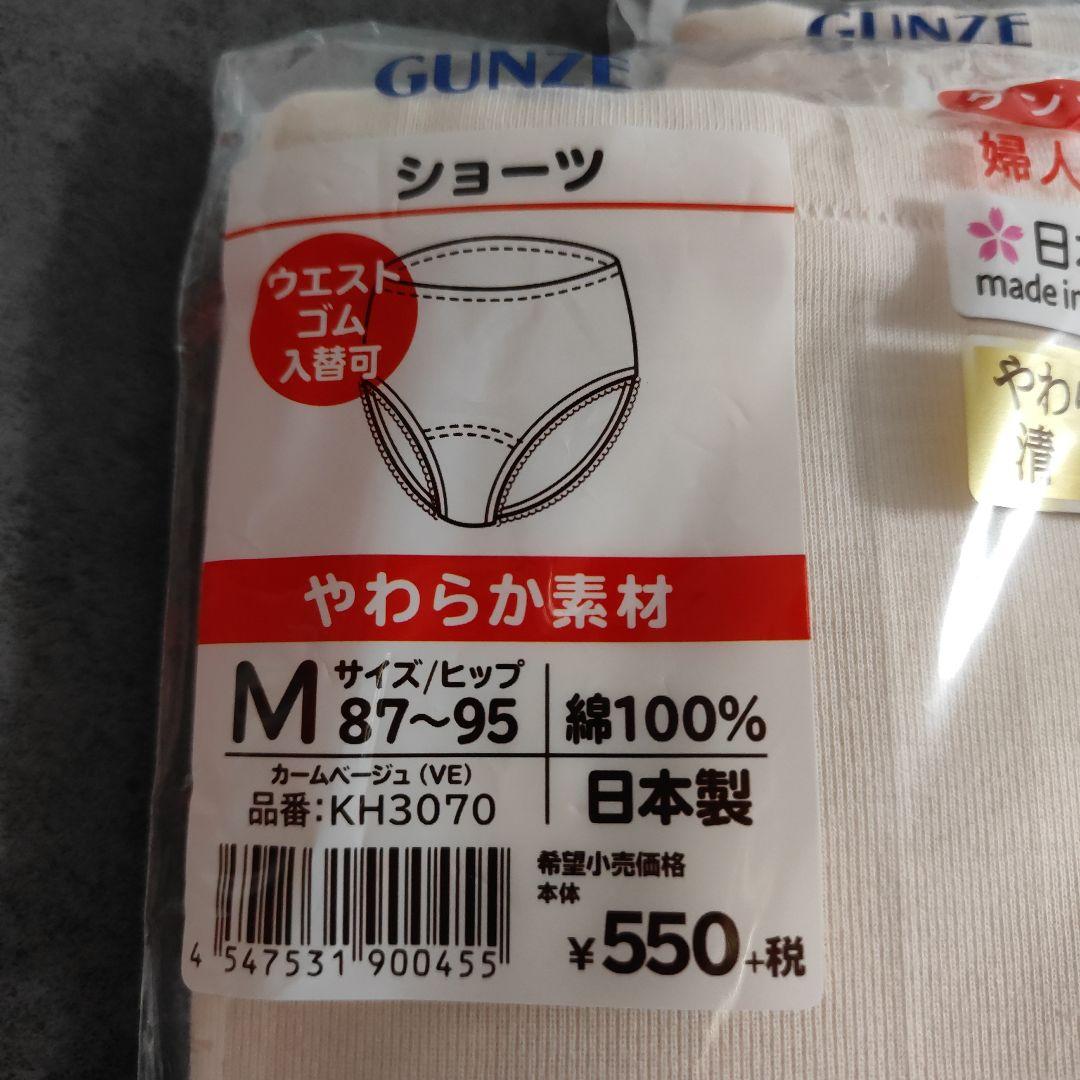 GUNZE
GUNZE
ショーツ
ウエスト
ゴム
入替可
やわらか素材
M サイズ/ヒップ
87〜95
綿100%
カームベージュ(VE)
品番:KH3070
日本製
希望小売価格
本体
¥550+税
4 547531 900455
婦人
made in
清